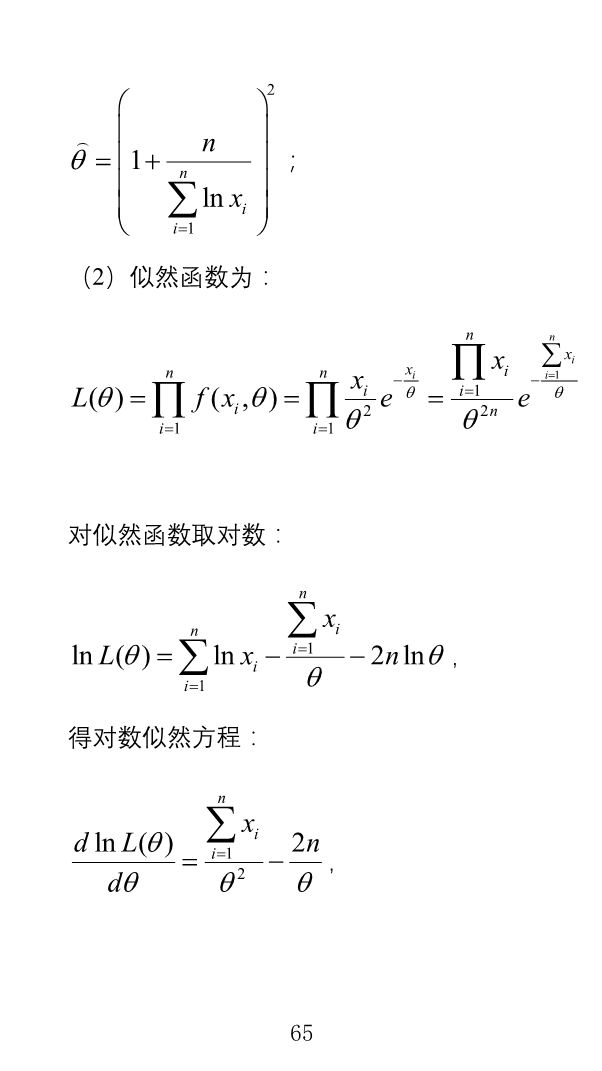 $\hat{\theta} = \left( 1 + \frac{n}{\sum_{i=1}^{n} \ln x_i} \right)^2$ ;
（2）似然函数为：
$L(\theta) = \prod_{i=1}^{n} f(x_i, \theta) = \prod_{i=1}^{n} \frac{x_i}{\theta^2} e^{-\frac{x_i}{\theta}} = \frac{\prod_{i=1}^{n} x_i}{\theta^{2n}} e^{-\frac{\sum_{i=1}^{n} x_i}{\theta}}$
对似然函数取对数：
$\ln L(\theta) = \sum_{i=1}^{n} \ln x_i - \frac{\sum_{i=1}^{n} x_i}{\theta} - 2n \ln \theta$ ,
得对数似然方程：
$\frac{d \ln L(\theta)}{d\theta} = \frac{\sum_{i=1}^{n} x_i}{\theta^2} - \frac{2n}{\theta}$ ,
65